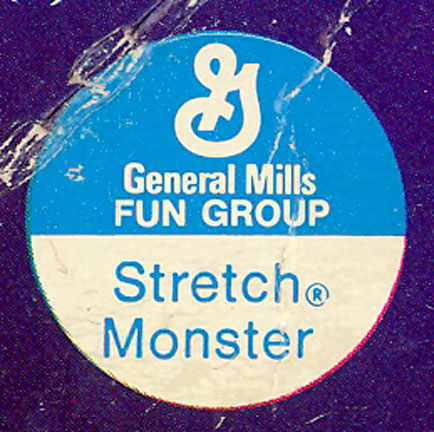 G
General Mills
FUN GROUP
Stretch®
Monster